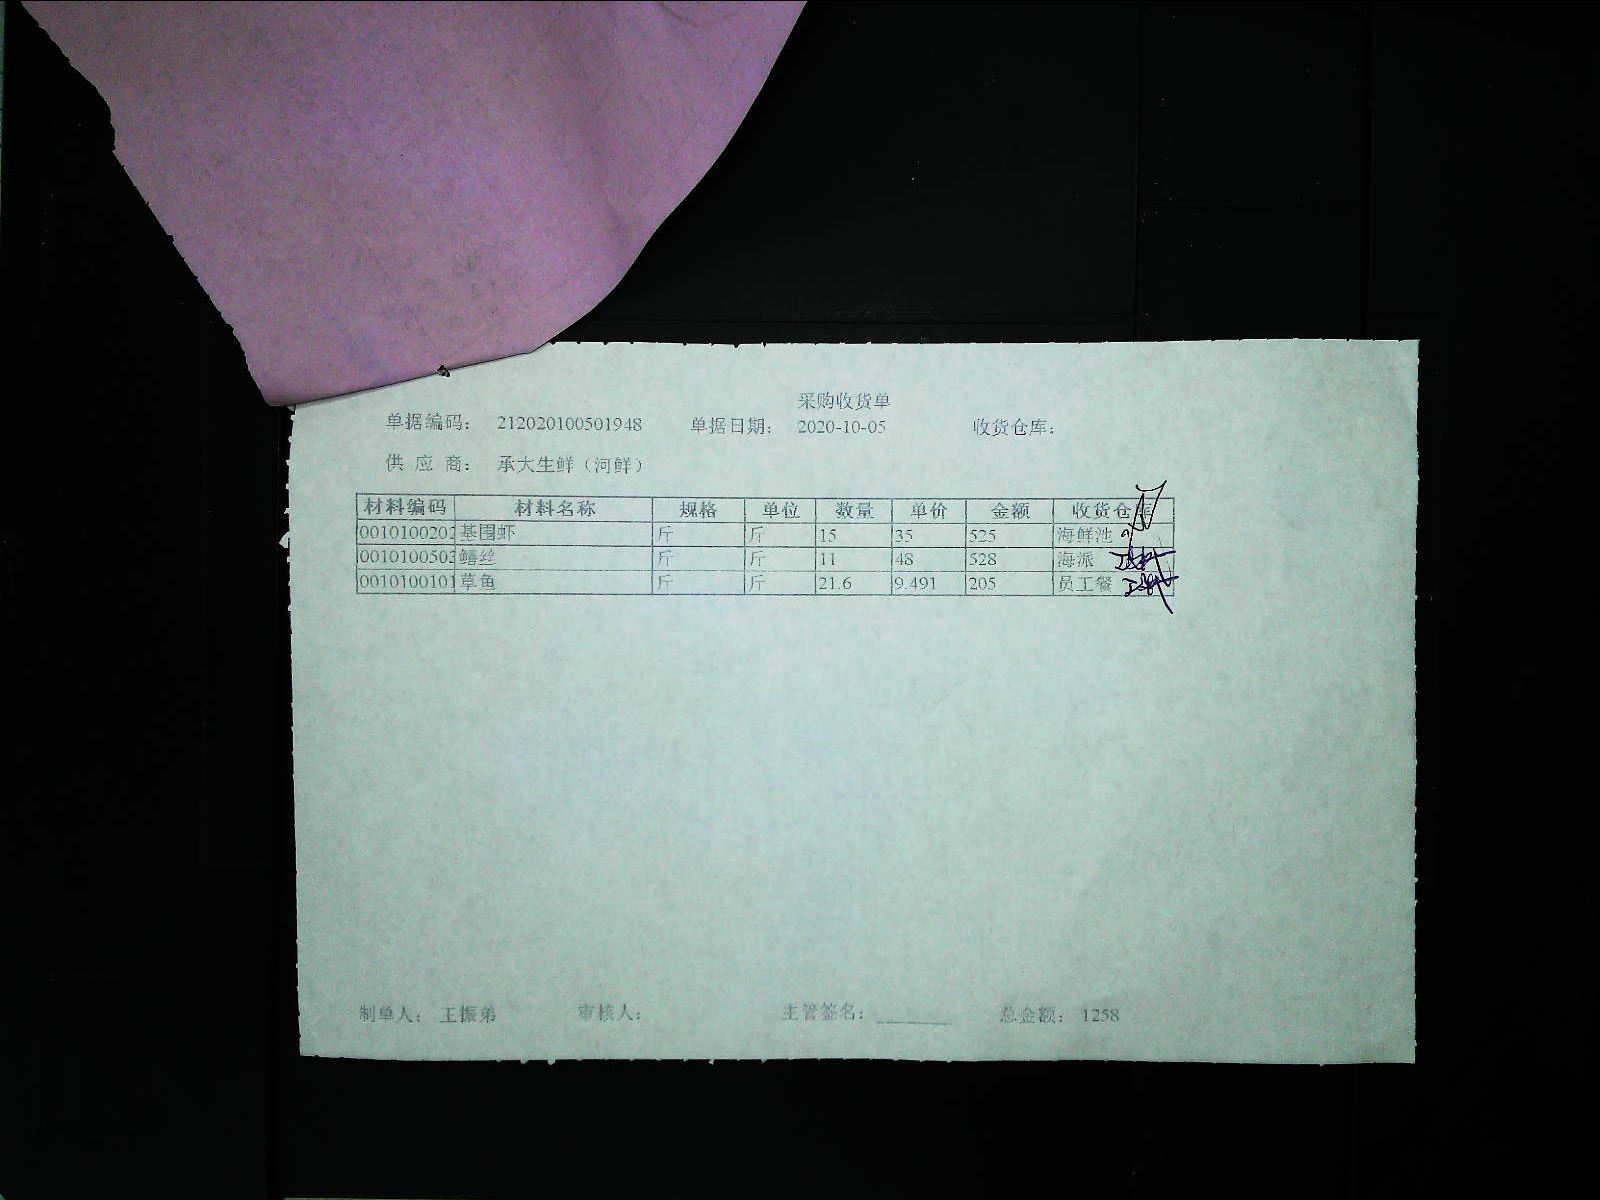 采购收货单
单据编码： 212020100501948 单据日期： 2020-10-05 收货仓库：
供 应 商： 承大生鲜（河鲜）
材料编码 材料名称 规格 单位 数量 单价 金额 收货仓库
0010100202 基围虾 斤 斤 15 35 525 海鲜池
0010100503 鳝丝 斤 斤 11 48 528 海派
0010100101 草鱼 斤 斤 21.6 9.491 205 员工餐
制单人： 王振弟 审核人： 主管签名： 总金额： 1258